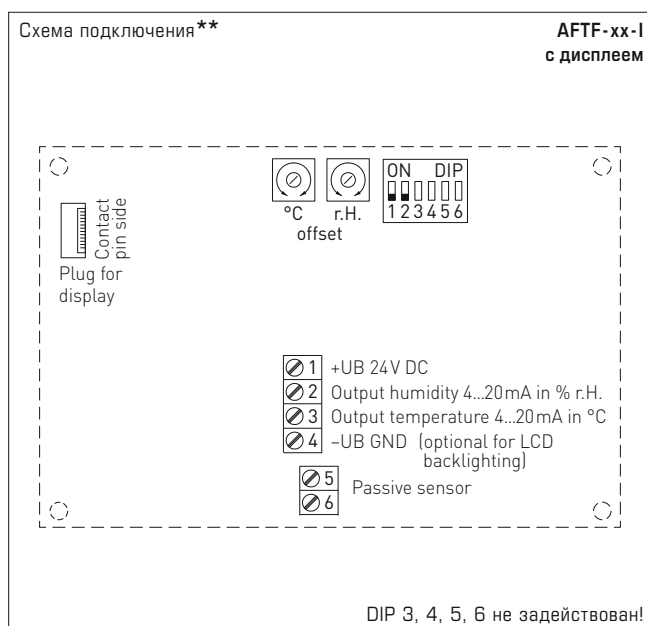 Схема подключения**
AFTF-xx-I
с дисплеем
ON DIP
1 2 3 4 5 6
°C r.H.
offset
Contact
pin side
Plug for
display
1 +UB 24V DC
2 Output humidity 4...20mA in % r.H.
3 Output temperature 4...20mA in °C
4 –UB GND (optional for LCD
backlighting)
5
Passive sensor
6
DIP 3, 4, 5, 6 не задействован!